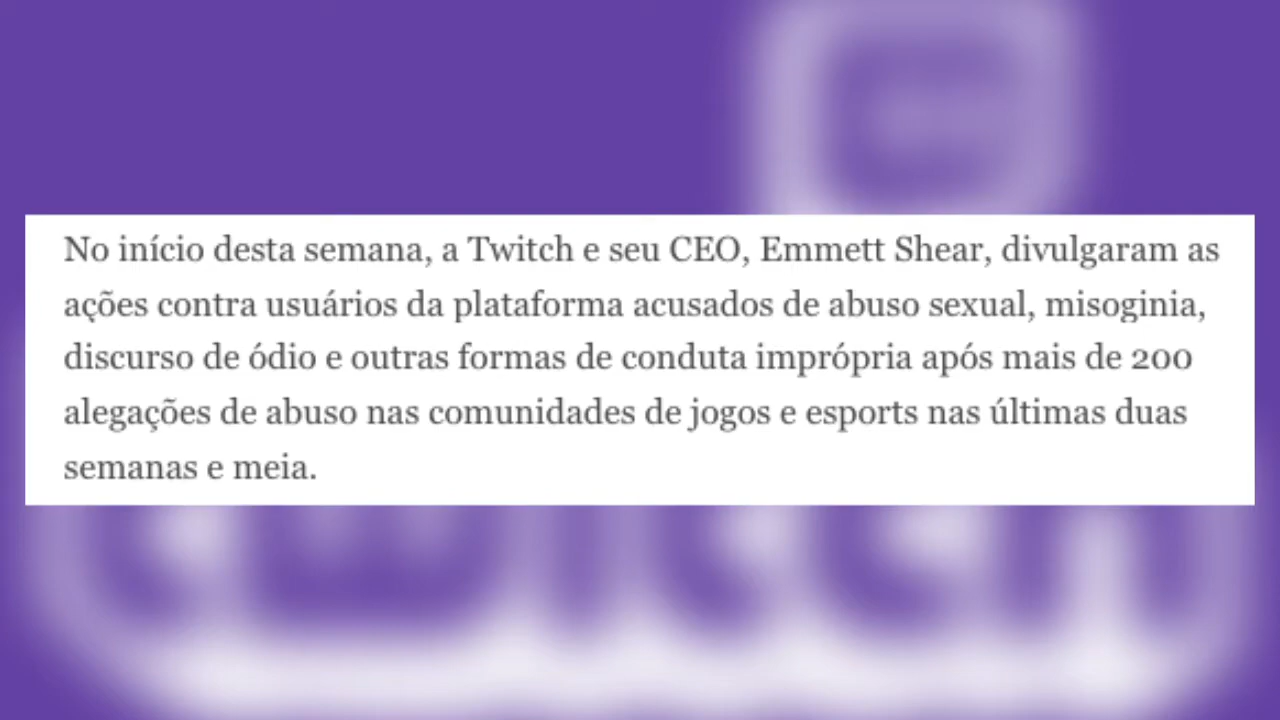 No início desta semana, a Twitch e seu CEO, Emmett Shear, divulgaram as
ações contra usuários da plataforma acusados de abuso sexual, misoginia,
discurso de ódio e outras formas de conduta imprópria após mais de 200
alegações de abuso nas comunidades de jogos e esports nas últimas duas
semanas e meia.